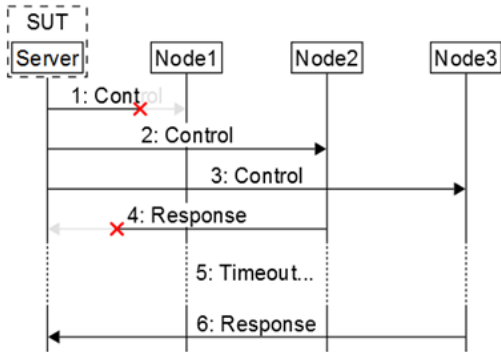 SUT
Server Node1 Node2 Node3
1: Control
2: Control
3: Control
4: Response
5: Timeout...
6: Response